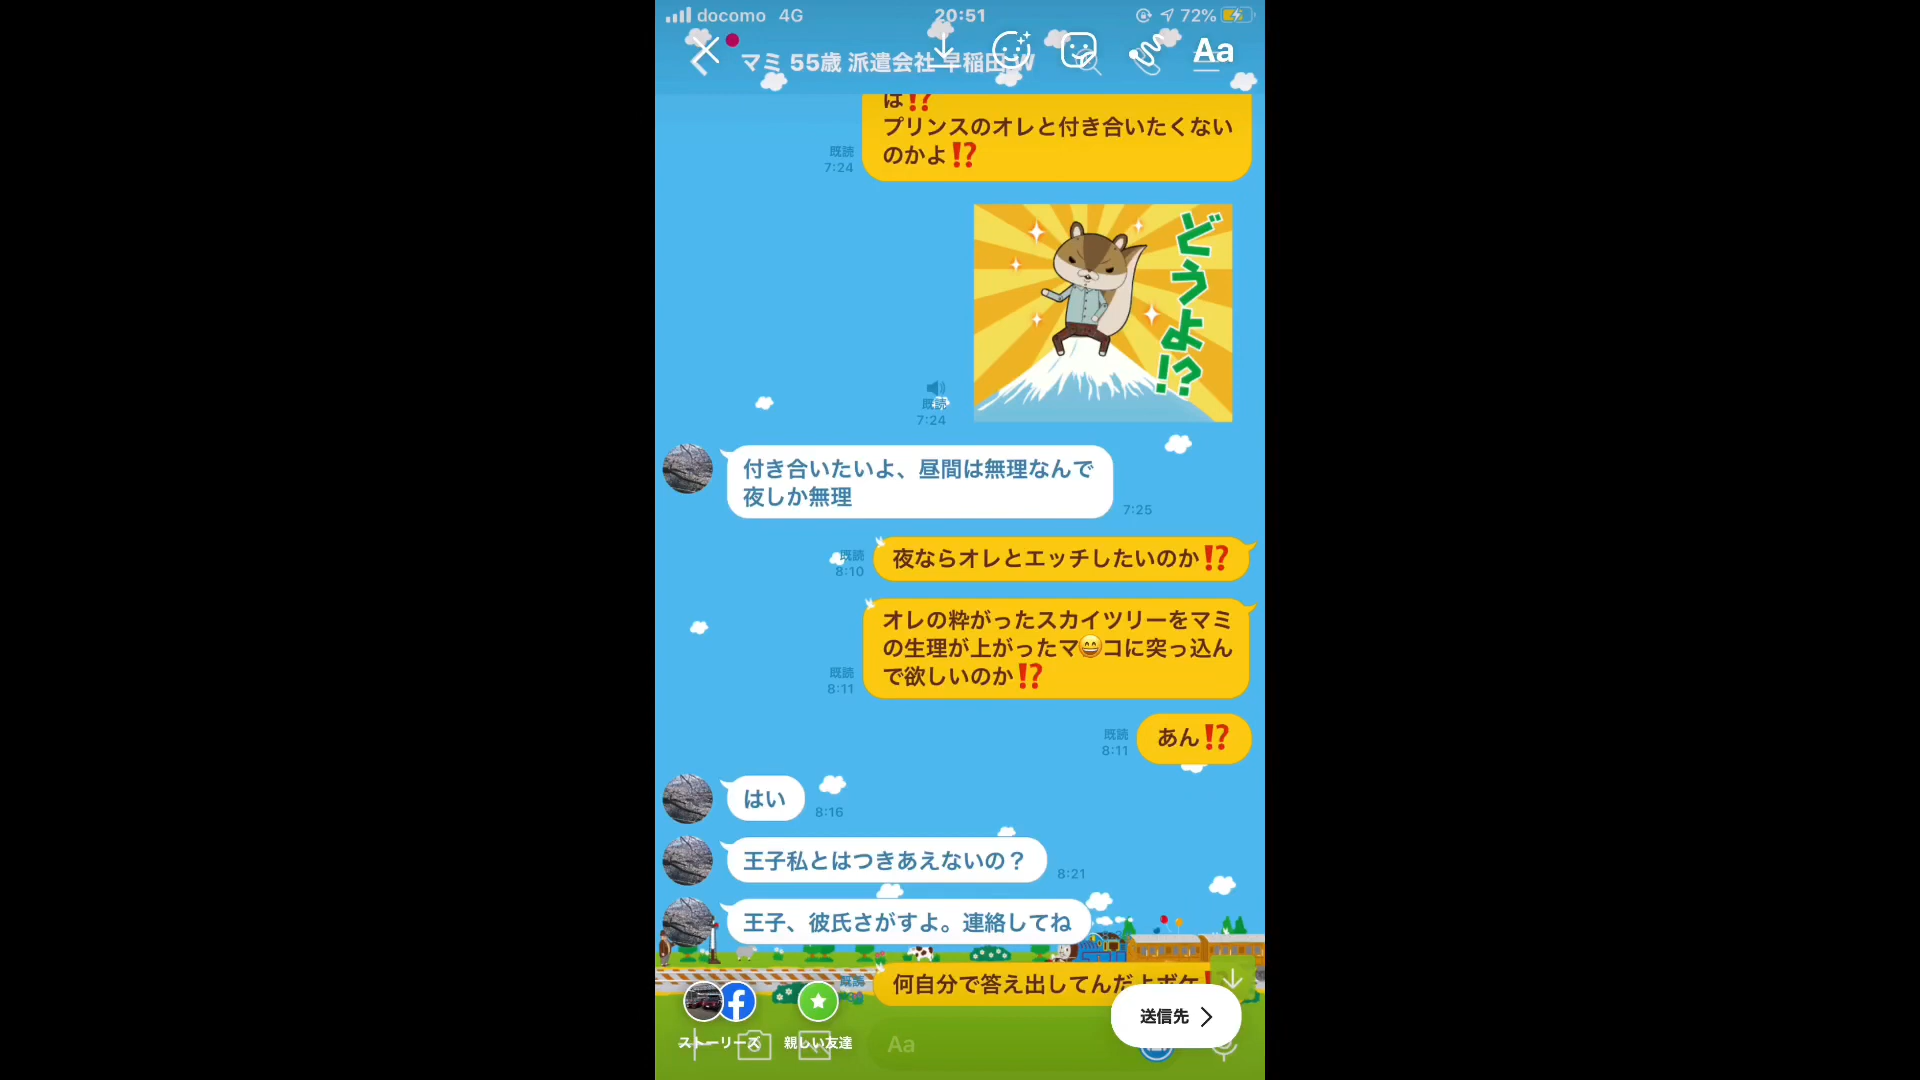 docomo 4G
20:51
72%
マミ 55歳 派遣会社 早稲田 W
Aa
は⁉️
プリンスのオレと付き合いたくない
のかよ⁉️
既読
7:24
どうよ!?
既読
7:24
付き合いたいよ、昼間は無理なんで
夜しか無理
7:25
既読
8:10
夜ならオレとエッチしたいのか⁉️
オレの粋がったスカイツリーをマミ
の生理が上がったマ😄コに突っ込ん
で欲しいのか⁉️
既読
8:11
あん⁉️
既読
8:11
はい
8:16
王子私とはつきあえないの？
8:21
王子、彼氏さがすよ。連絡してね
既読
何自分で答え出してんだよボケ
送信先
ストーリーズ
親しい友達
Aa